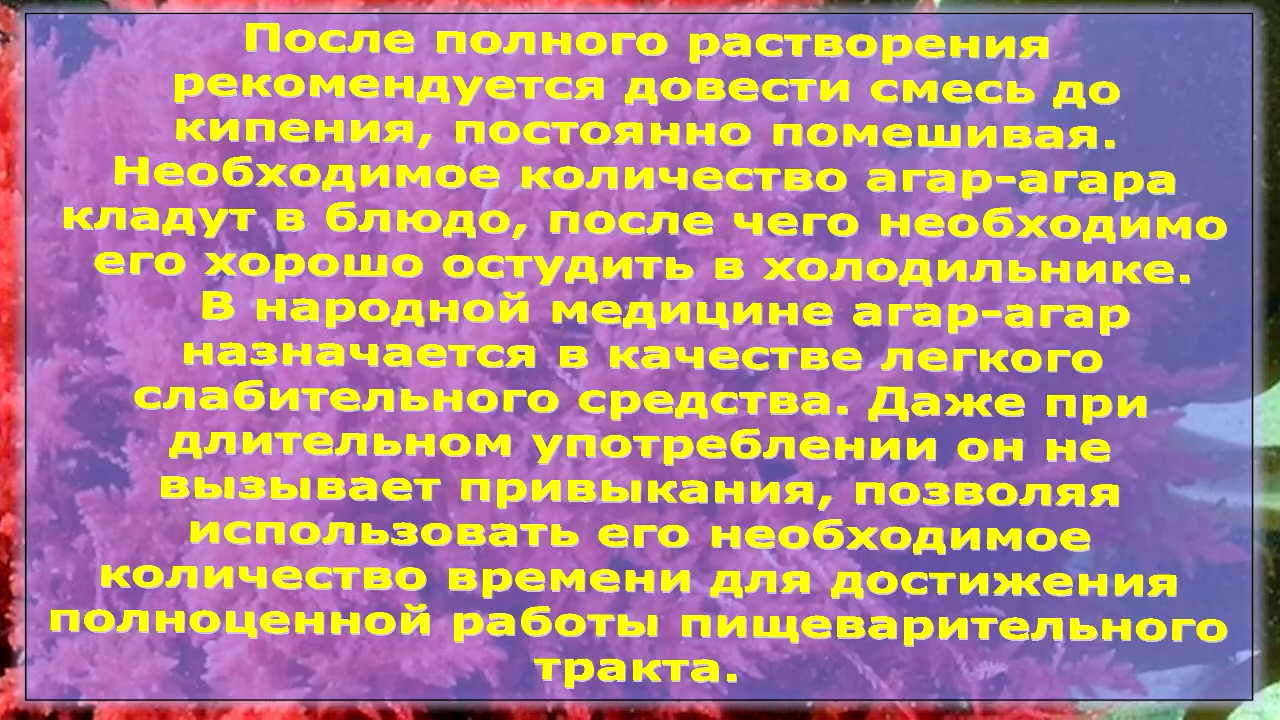 После полного растворения
рекомендуется довести смесь до
кипения, постоянно помешивая.
Необходимое количество агар-агара
кладут в блюдо, после чего необходимо
его хорошо остудить в холодильнике.
В народной медицине агар-агар
назначается в качестве легкого
слабительного средства. Даже при
длительном употреблении он не
вызывает привыкания, позволяя
использовать его необходимое
количество времени для достижения
полноценной работы пищеварительного
тракта.